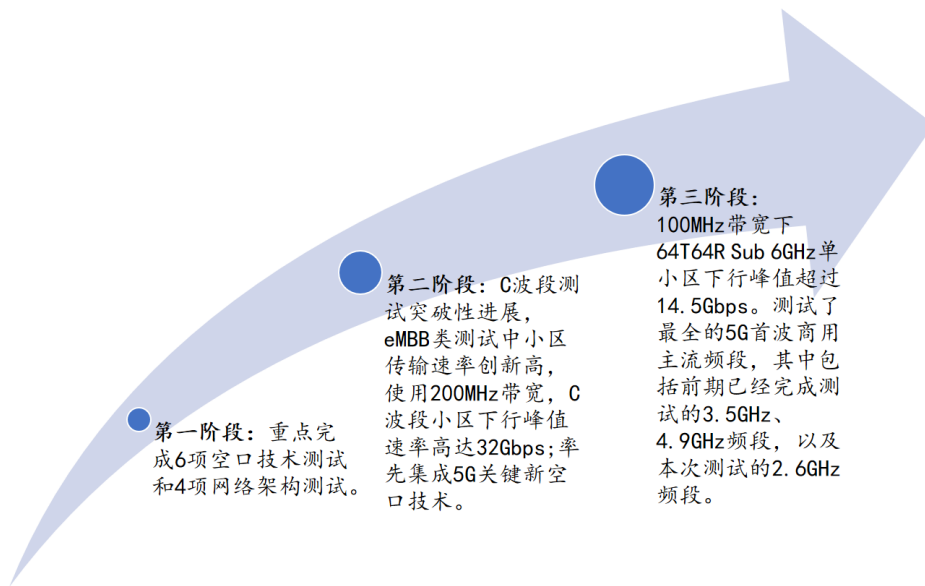 第一阶段：重点完
成6项空口技术测试
和4项网络架构测试。
第二阶段：C波段测
试突破性进展，
eMBB类测试中小区
传输速率创新高，
使用200MHz带宽，C
波段小区下行峰值
速率高达32Gbps;率
先集成5G关键新空
口技术。
第三阶段：
100MHz带宽下
64T64R Sub 6GHz单
小区下行峰值超过
14.5Gbps。测试了
最全的5G首波商用
主流频段，其中包
括前期已经完成测
试的3.5GHz、
4.9GHz频段，以及
本次测试的2.6GHz
频段。